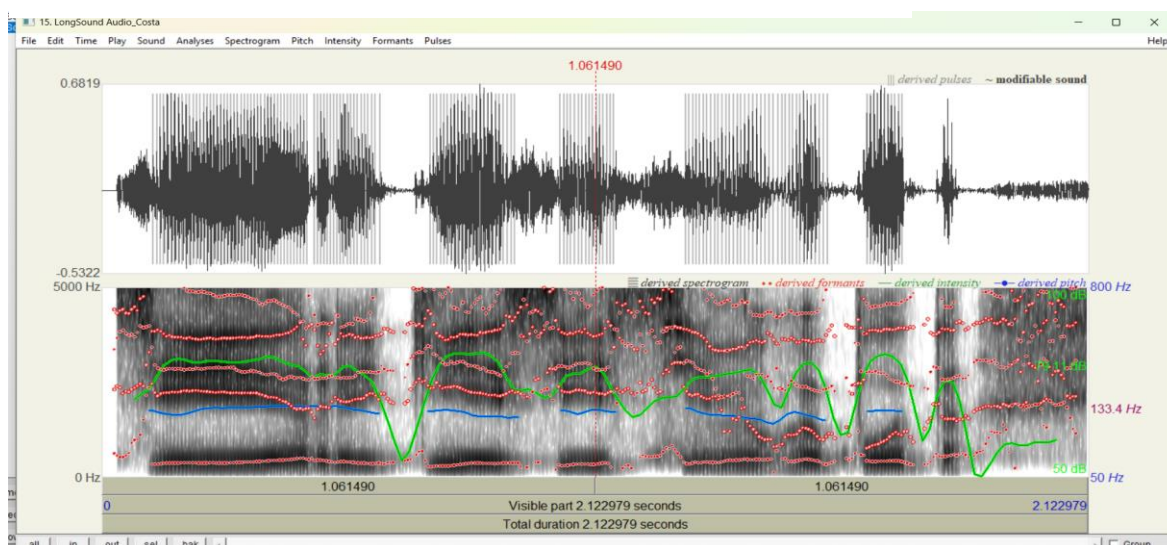 15. LongSound Audio_Costa
File Edit Time Play Sound Analyses Spectrogram Pitch Intensity Formants Pulses Help
1.061490
0.6819
derived pulses ~ modifiable sound
-0.5322
5000 Hz derived spectrogram derived formants derived intensity derived pitch 800 Hz
100 dB
133.4 Hz
50 dB
0 Hz 50 Hz
1.061490 1.061490
0 Visible part 2.122979 seconds 2.122979
Total duration 2.122979 seconds
all in out sel bak Group